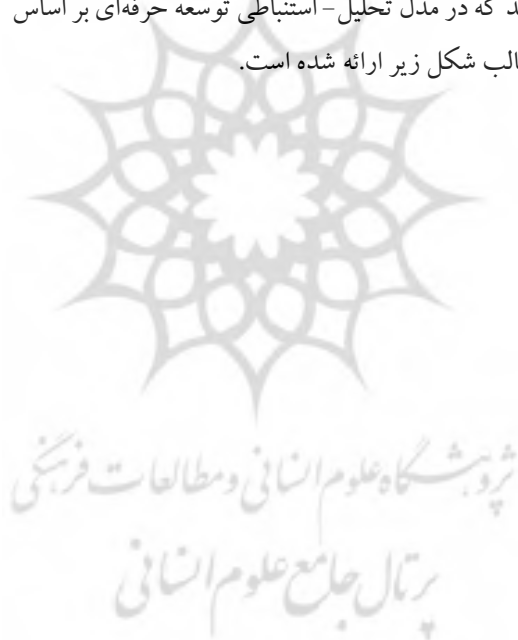 د که در مدل تحلیل- استنباطی توسعه حرفه‌ای بر اساس
الب شکل زیر ارائه شده است.
پژوهشگاه علوم انسانی و مطالعات فرهنگی
پرتال جامع علوم انسانی